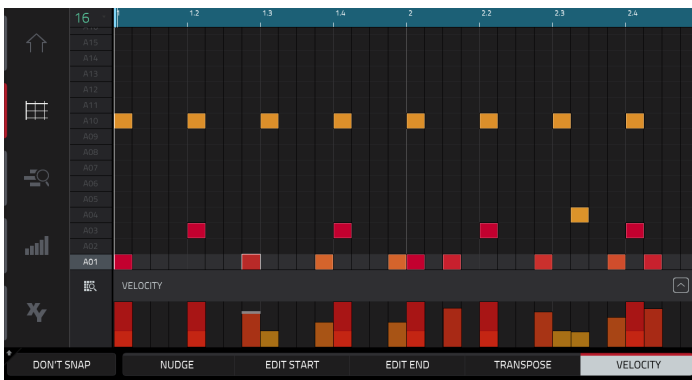 16 1 1.2 1.3 1.4 2 2.2 2.3 2.4
A15
A14
A13
A12
A11
A10
A09
A08
A07
A06
A05
A04
A03
A02
A01
VELOCITY
XY
DON'T SNAP NUDGE EDIT START EDIT END TRANSPOSE VELOCITY